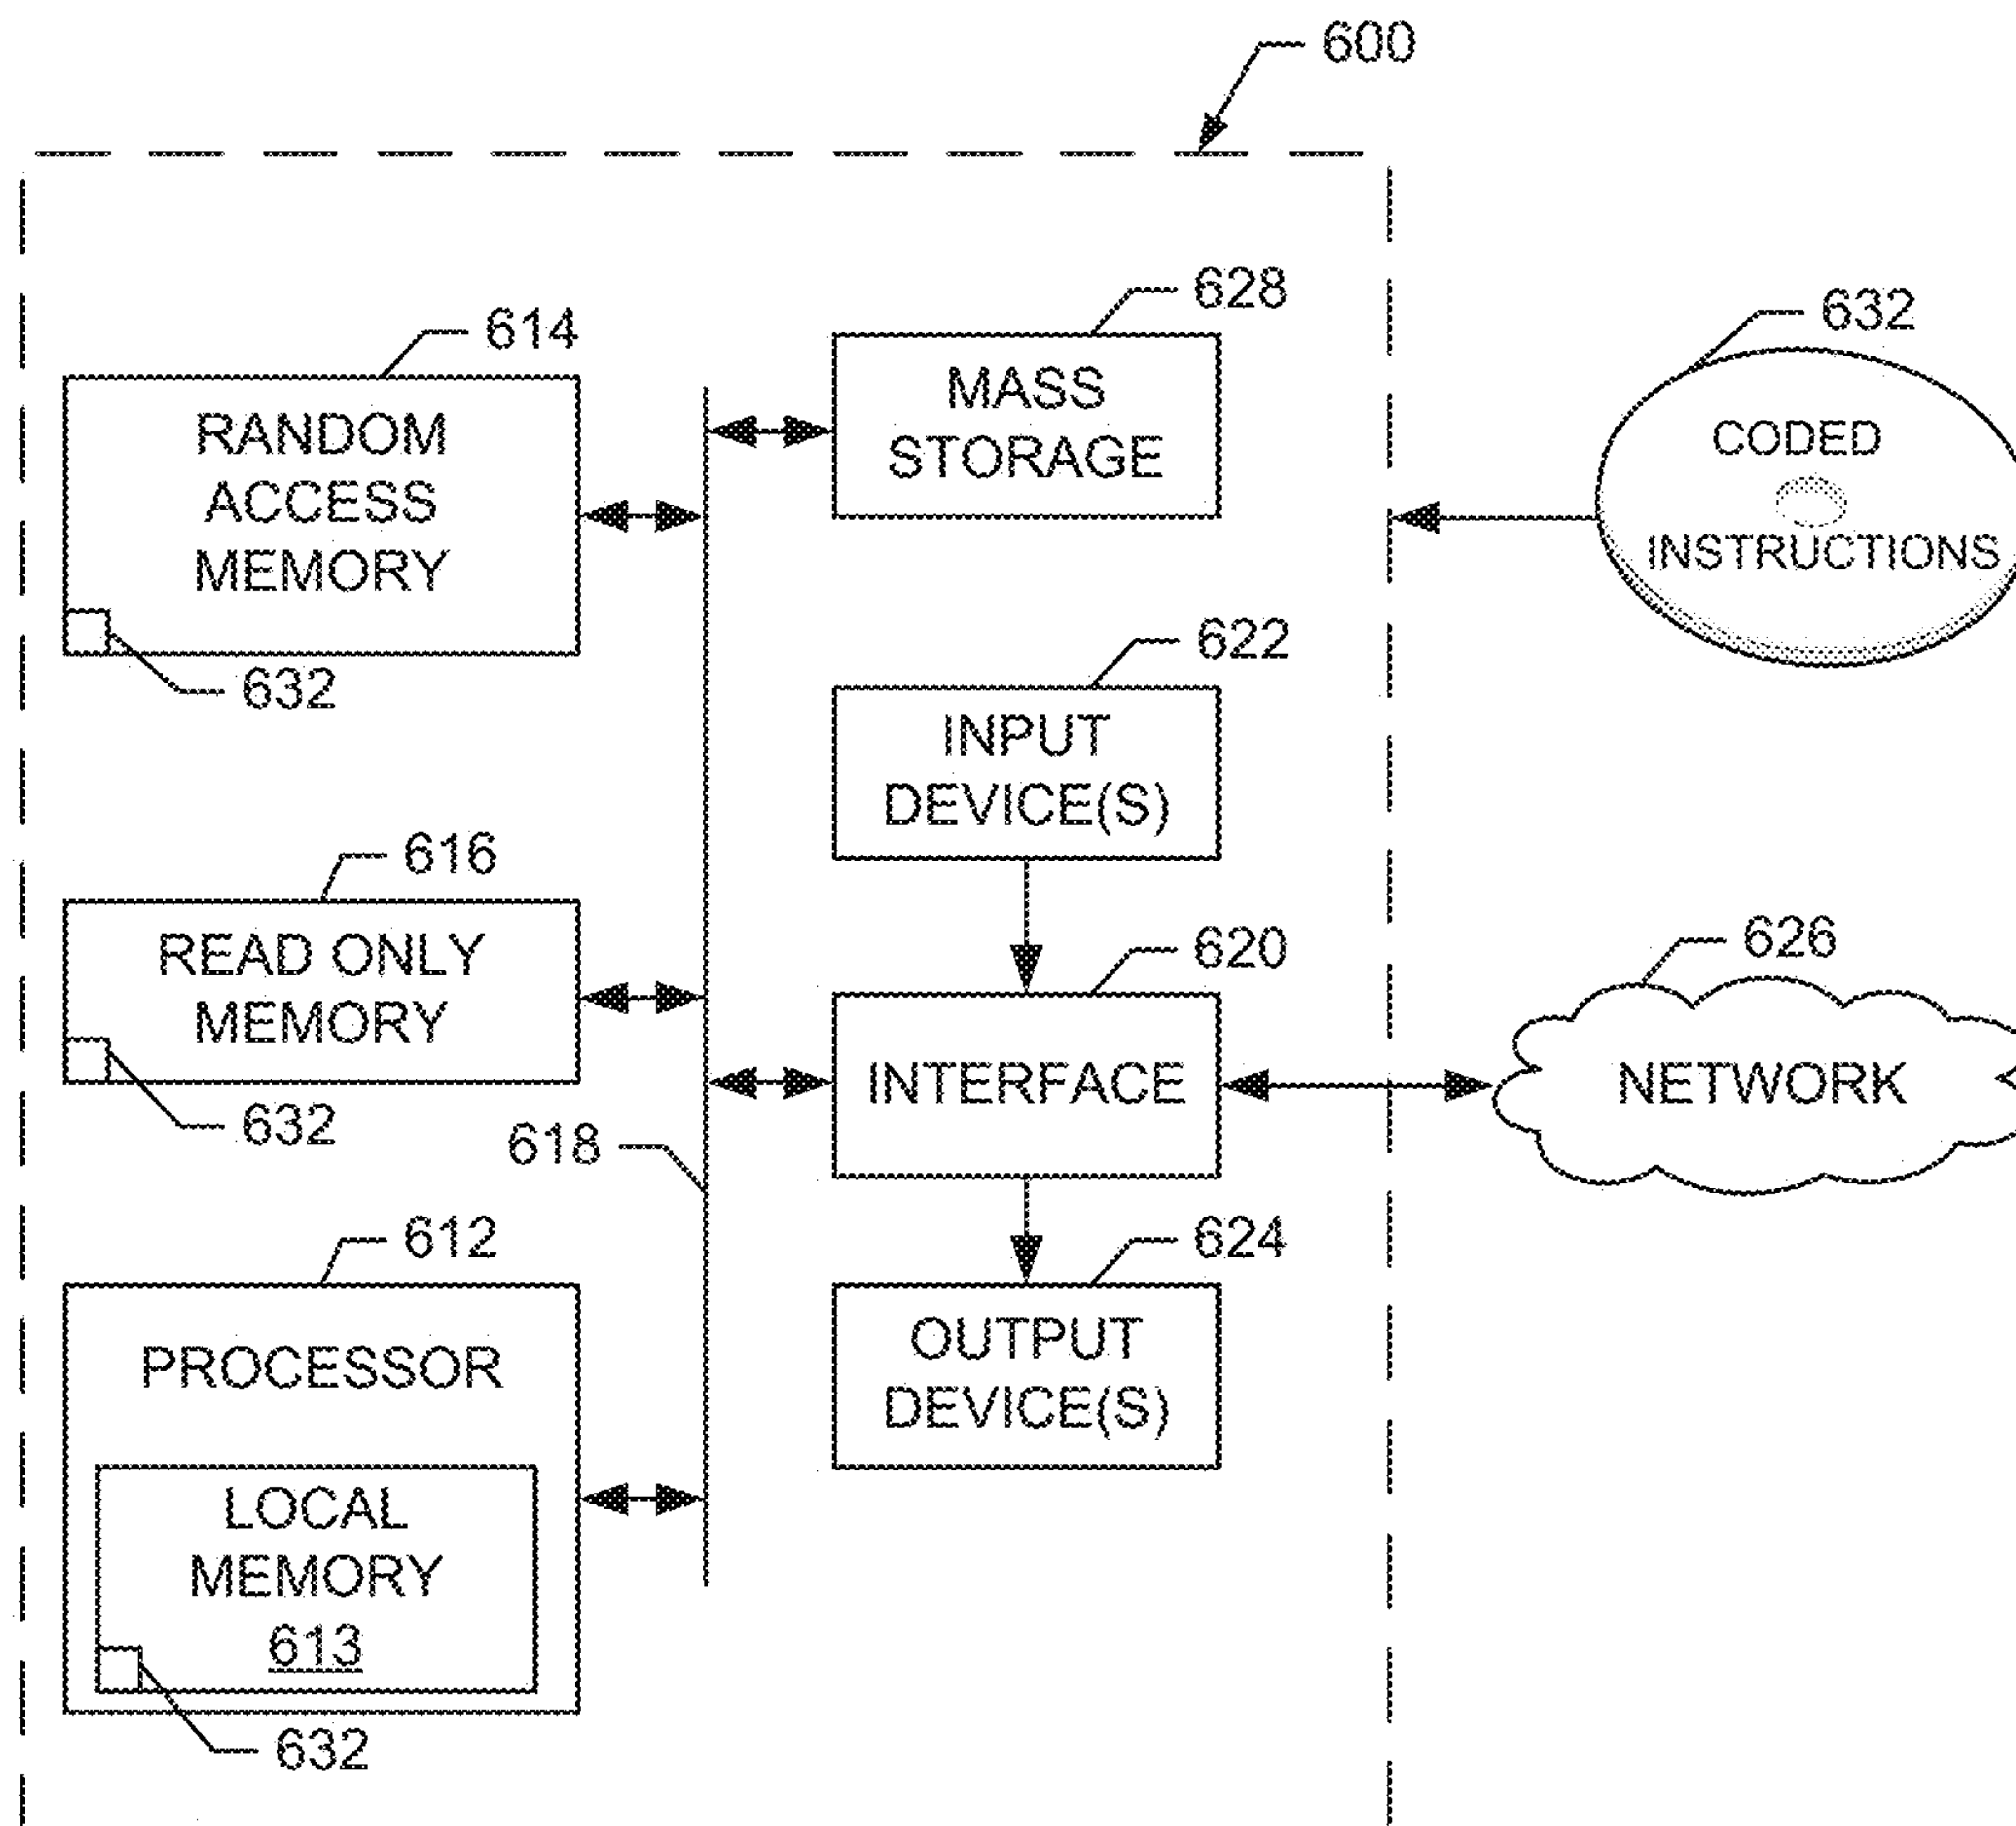 600
628
614
MASS
STORAGE
RANDOM
ACCESS
MEMORY
632
632
CODED
INSTRUCTIONS
622
INPUT
DEVICE(S)
616
READ ONLY
MEMORY
632
620
INTERFACE
626
NETWORK
618
612
PROCESSOR
LOCAL
MEMORY
613
632
624
OUTPUT
DEVICE(S)